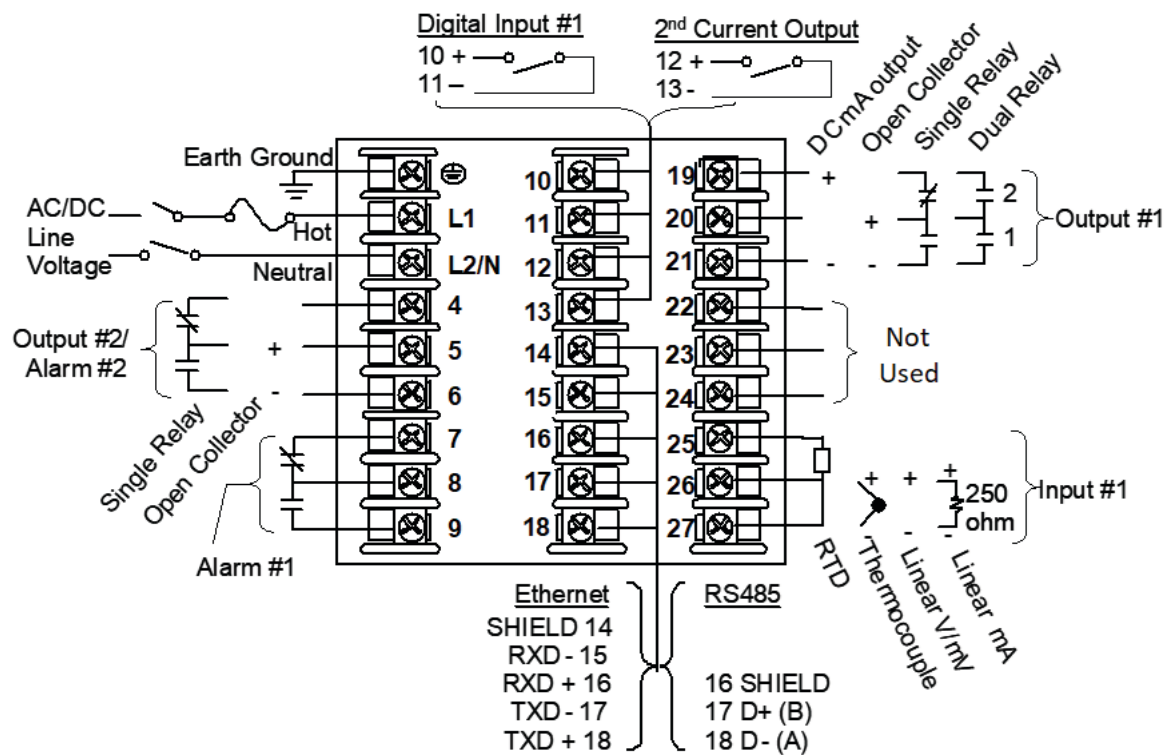 Digital Input #1
10 +
11 –
2nd Current Output
12 +
13 -
DC mA output
Open Collector
Single Relay
Dual Relay
Earth Ground
AC/DC
Line
Voltage
Hot
Neutral
L1
L2/N
4
5
6
7
8
9
10
11
12
13
14
15
16
17
18
19
20
21
22
23
24
25
26
27
+
-
+
-
2
1
Output #1
Not
Used
Output #2/
Alarm #2
+
-
Single Relay
Open Collector
Alarm #1
+
+
-
+
250
ohm
-
Input #1
RTD
Thermocouple
Linear V/mV
Linear mA
Ethernet
SHIELD 14
RXD - 15
RXD + 16
TXD - 17
TXD + 18
RS485
16 SHIELD
17 D+ (B)
18 D- (A)